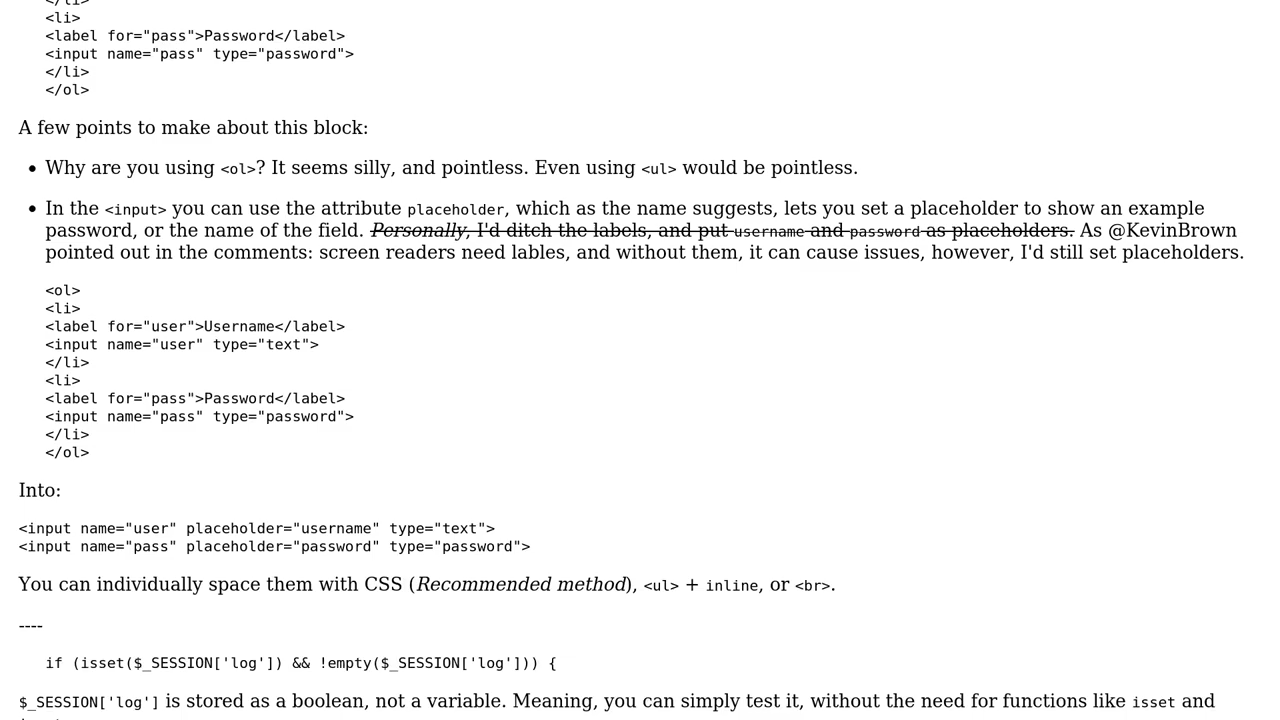 </li>
<li>
<label for="pass">Password</label>
<input name="pass" type="password">
</li>
</ol>
A few points to make about this block:
• Why are you using <ol>? It seems silly, and pointless. Even using <ul> would be pointless.
• In the <input> you can use the attribute placeholder, which as the name suggests, lets you set a placeholder to show an example
password, or the name of the field. Personally, I'd ditch the labels, and put username and password as placeholders. As @KevinBrown
pointed out in the comments: screen readers need lables, and without them, it can cause issues, however, I'd still set placeholders.
<ol>
<li>
<label for="user">Username</label>
<input name="user" type="text">
</li>
<li>
<label for="pass">Password</label>
<input name="pass" type="password">
</li>
</ol>
Into:
<input name="user" placeholder="username" type="text">
<input name="pass" placeholder="password" type="password">
You can individually space them with CSS (Recommended method), <ul> + inline, or <br>.
----
if (isset($_SESSION['log']) && !empty($_SESSION['log'])) {
$_SESSION['log'] is stored as a boolean, not a variable. Meaning, you can simply test it, without the need for functions like isset and